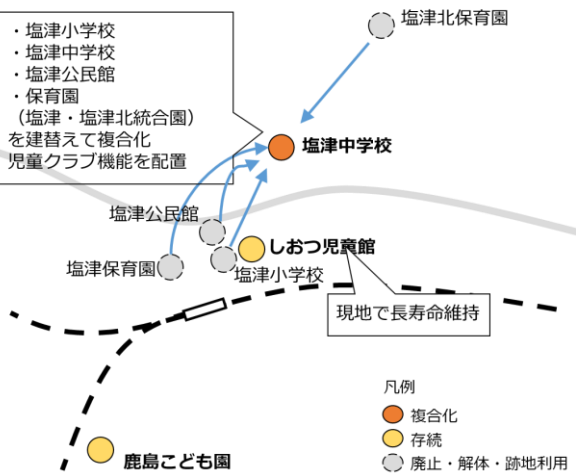 ・塩津小学校
・塩津中学校
・塩津公民館
・保育園
（塩津・塩津北統合園）
を建替えて複合化
児童クラブ機能を配置
塩津北保育園
塩津中学校
塩津公民館
しおつ児童館
塩津保育園
塩津小学校
現地で長寿命維持
鹿島こども園
凡例
複合化
存続
廃止・解体・跡地利用